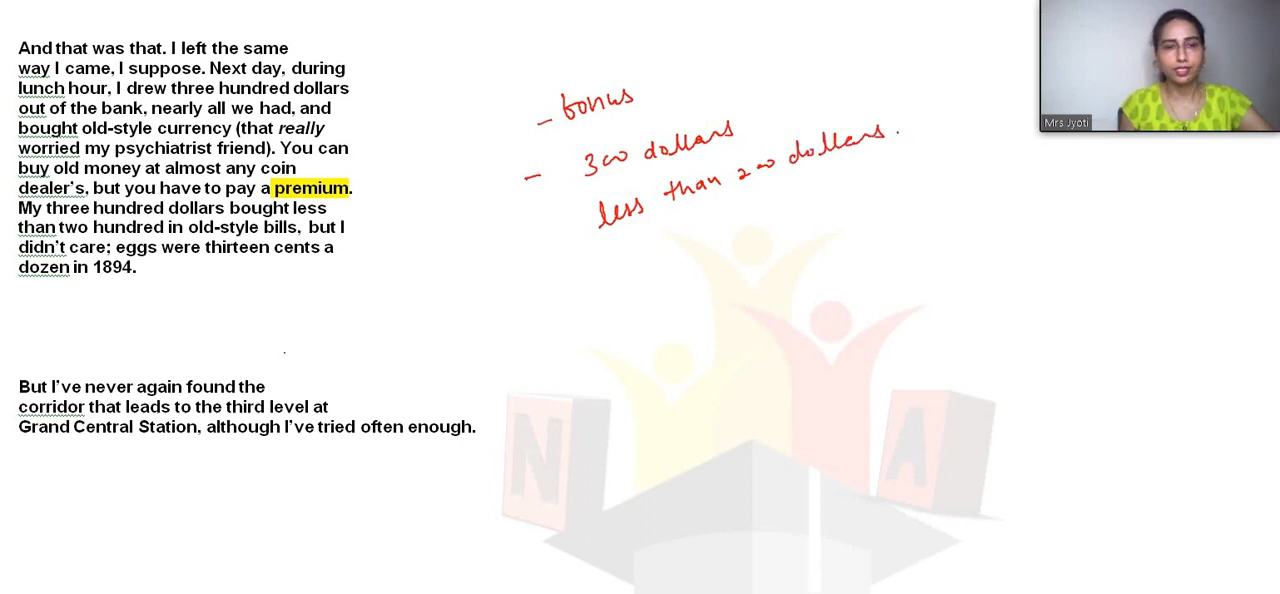 And that was that. I left the same
way I came, I suppose. Next day, during
lunch hour, I drew three hundred dollars
out of the bank, nearly all we had, and
bought old-style currency (that really
worried my psychiatrist friend). You can
buy old money at almost any coin
dealer's, but you have to pay a premium.
My three hundred dollars bought less
than two hundred in old-style bills, but I
didn't care; eggs were thirteen cents a
dozen in 1894.
But I've never again found the
corridor that leads to the third level at
Grand Central Station, although I've tried often enough.
- bonus
- 300 dollars
less than 200 dollars.
Mrs Jyoti
N
A